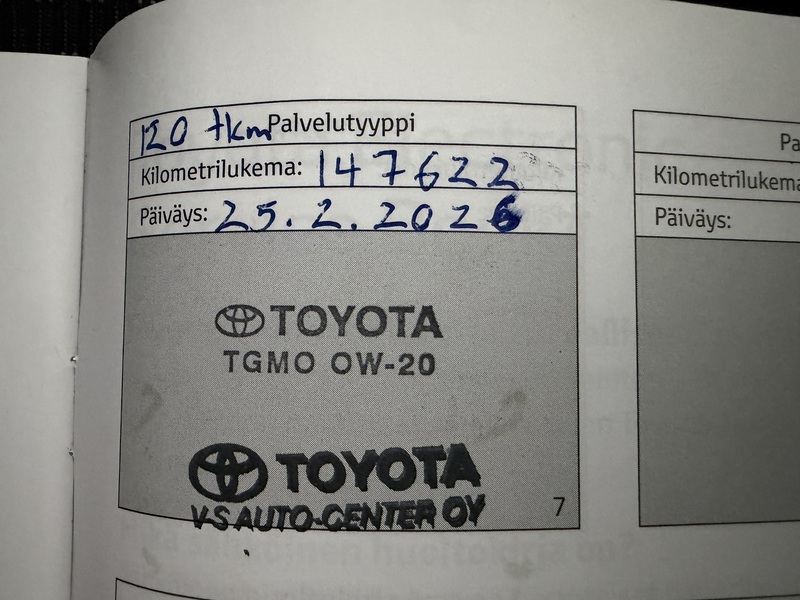 120 tkm Palvelutyyppi
Kilometrilukema: 147622
Päiväys: 25.2.2026
TOYOTA
TGMO 0W-20
TOYOTA
V-S AUTO-CENTER OY
7
Pa
Kilometrilukema
Päiväys: